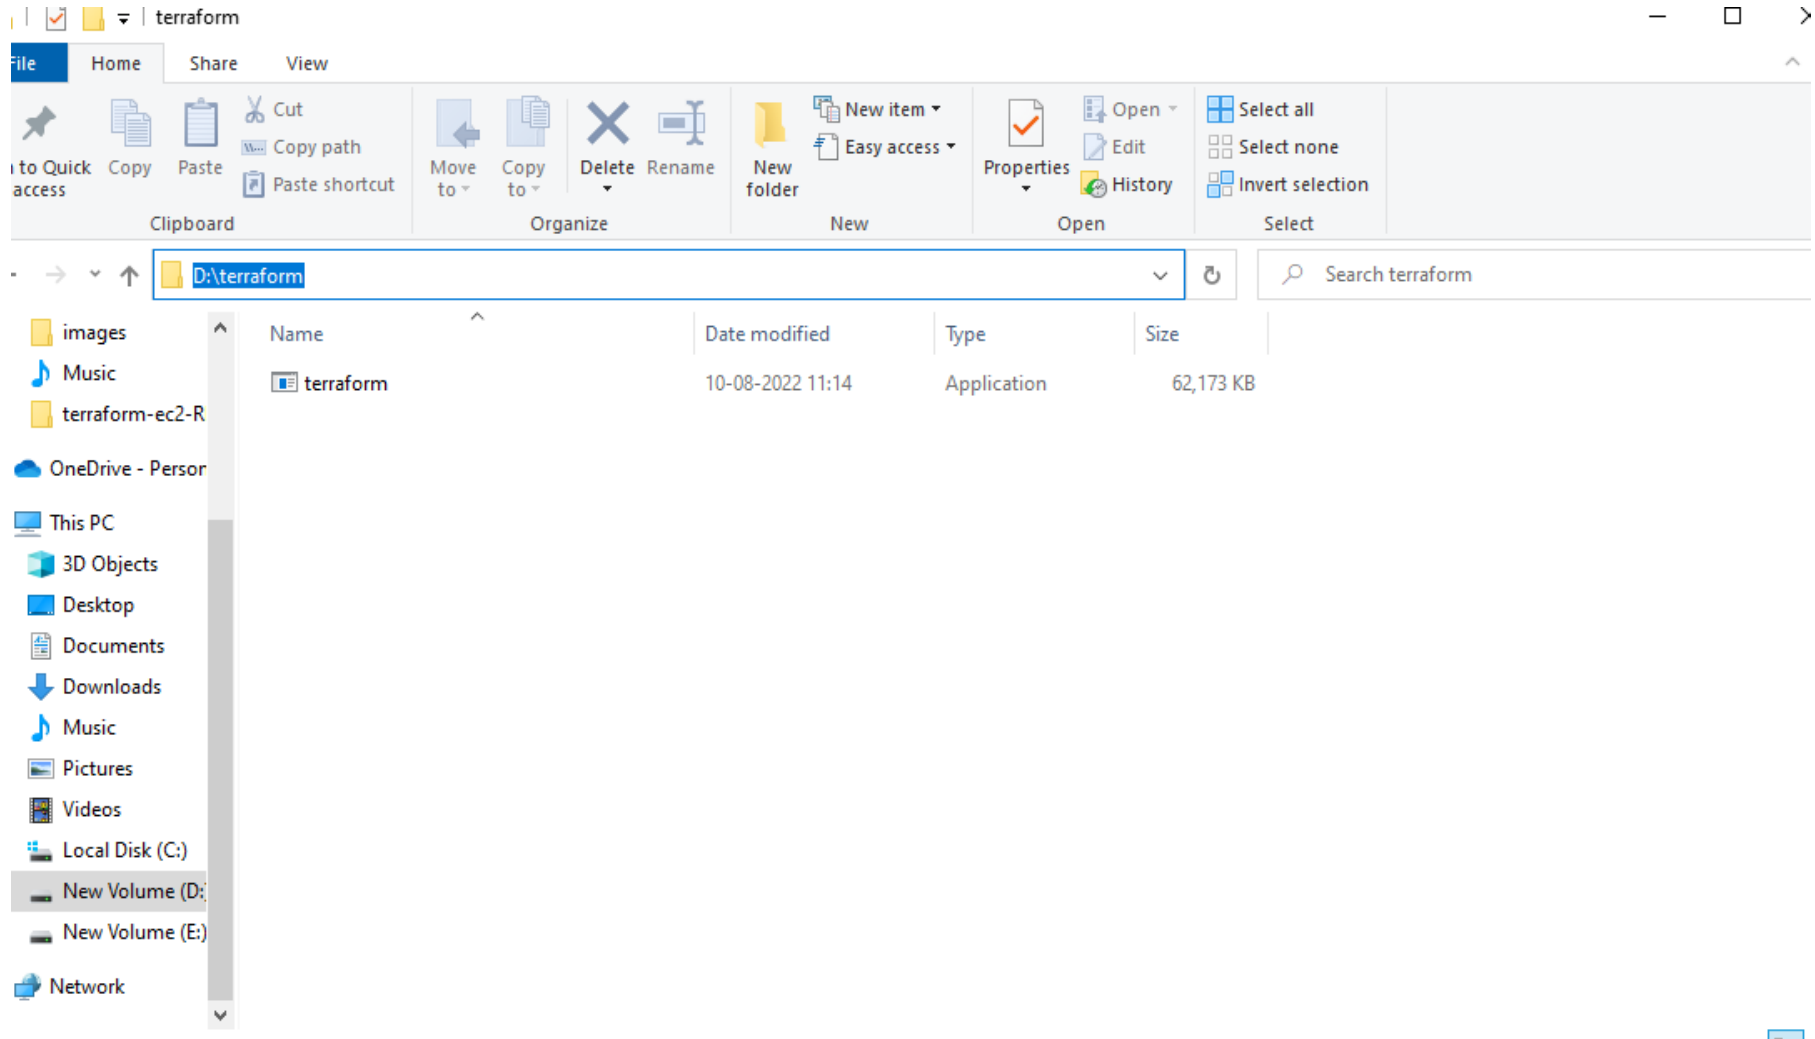 terraform
File Home Share View
to Quick access
Copy
Paste
Cut
Copy path
Paste shortcut
Clipboard
Move to
Copy to
Delete
Rename
Organize
New folder
New item
Easy access
New
Properties
Open
Edit
History
Open
Select all
Select none
Invert selection
Select
D:\terraform
Search terraform
images
Music
terraform-ec2-R
OneDrive - Person
This PC
3D Objects
Desktop
Documents
Downloads
Music
Pictures
Videos
Local Disk (C:)
New Volume (D:)
New Volume (E:)
Network
Name Date modified Type Size
terraform 10-08-2022 11:14 Application 62,173 KB